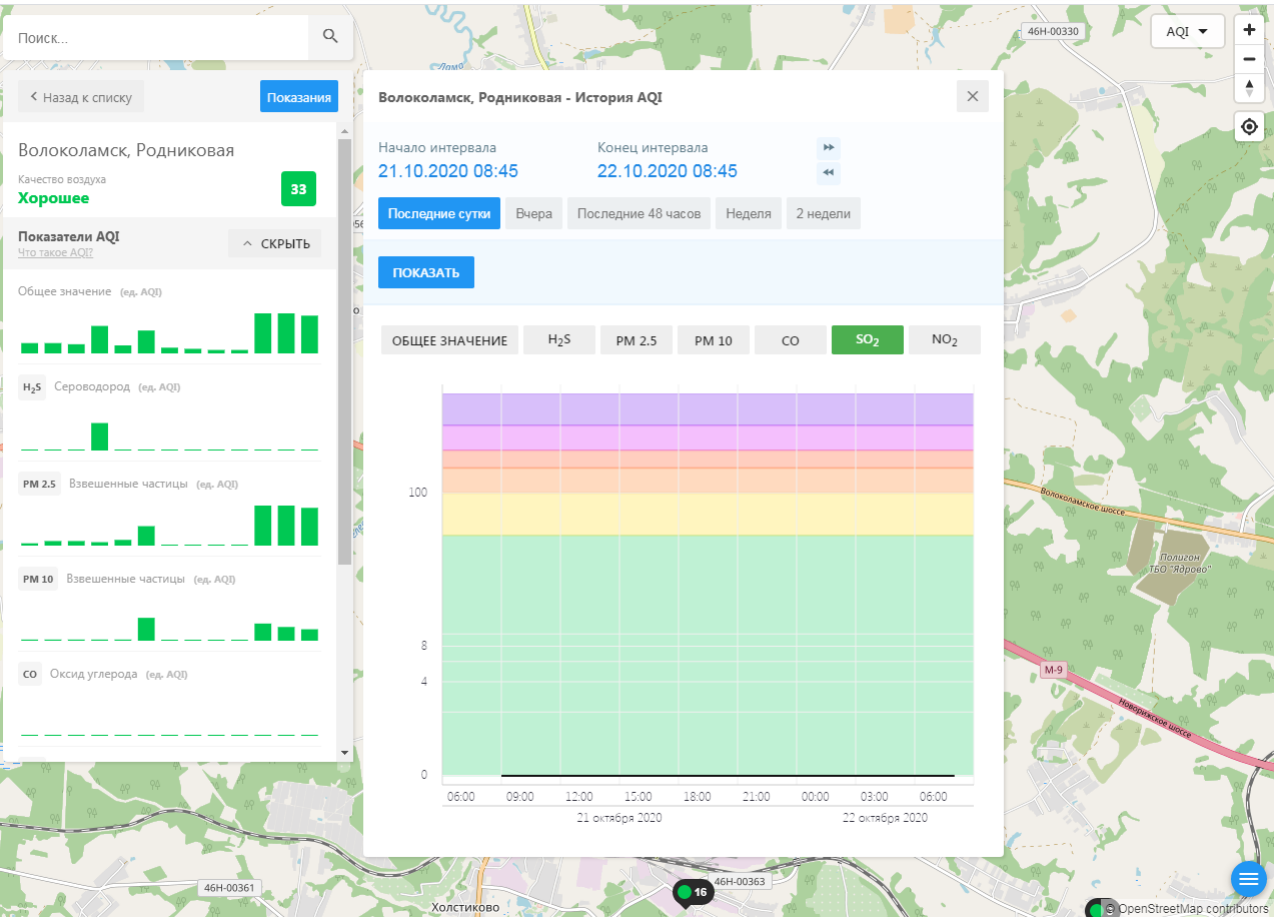 Поиск...
46Н-00330
AQI
Ламо
Назад к списку
Показания
Волоколамск, Родниковая - История AQI
Волоколамск, Родниковая
Качество воздуха
Хорошее
33
Начало интервала
Конец интервала
21.10.2020 08:45
22.10.2020 08:45
Последние сутки
Вчера
Последние 48 часов
Неделя
2 недели
Показатели AQI
Что такое AQI?
СКРЫТЬ
ПОКАЗАТЬ
Общее значение (ед. AQI)
ОБЩЕЕ ЗНАЧЕНИЕ
H₂S
PM 2.5
PM 10
CO
SO₂
NO₂
H₂S Сероводород (ед. AQI)
PM 2.5 Взвешенные частицы (ед. AQI)
PM 10 Взвешенные частицы (ед. AQI)
CO Оксид углерода (ед. AQI)
100
8
4
0
06:00
09:00
12:00
15:00
18:00
21:00
00:00
03:00
06:00
21 октября 2020
22 октября 2020
Волоколамское шоссе
Полигон
ТБО "Ядрово"
М-9
Новорижское шоссе
46Н-00361
46Н-00363
16
Холстиково
© OpenStreetMap contributors